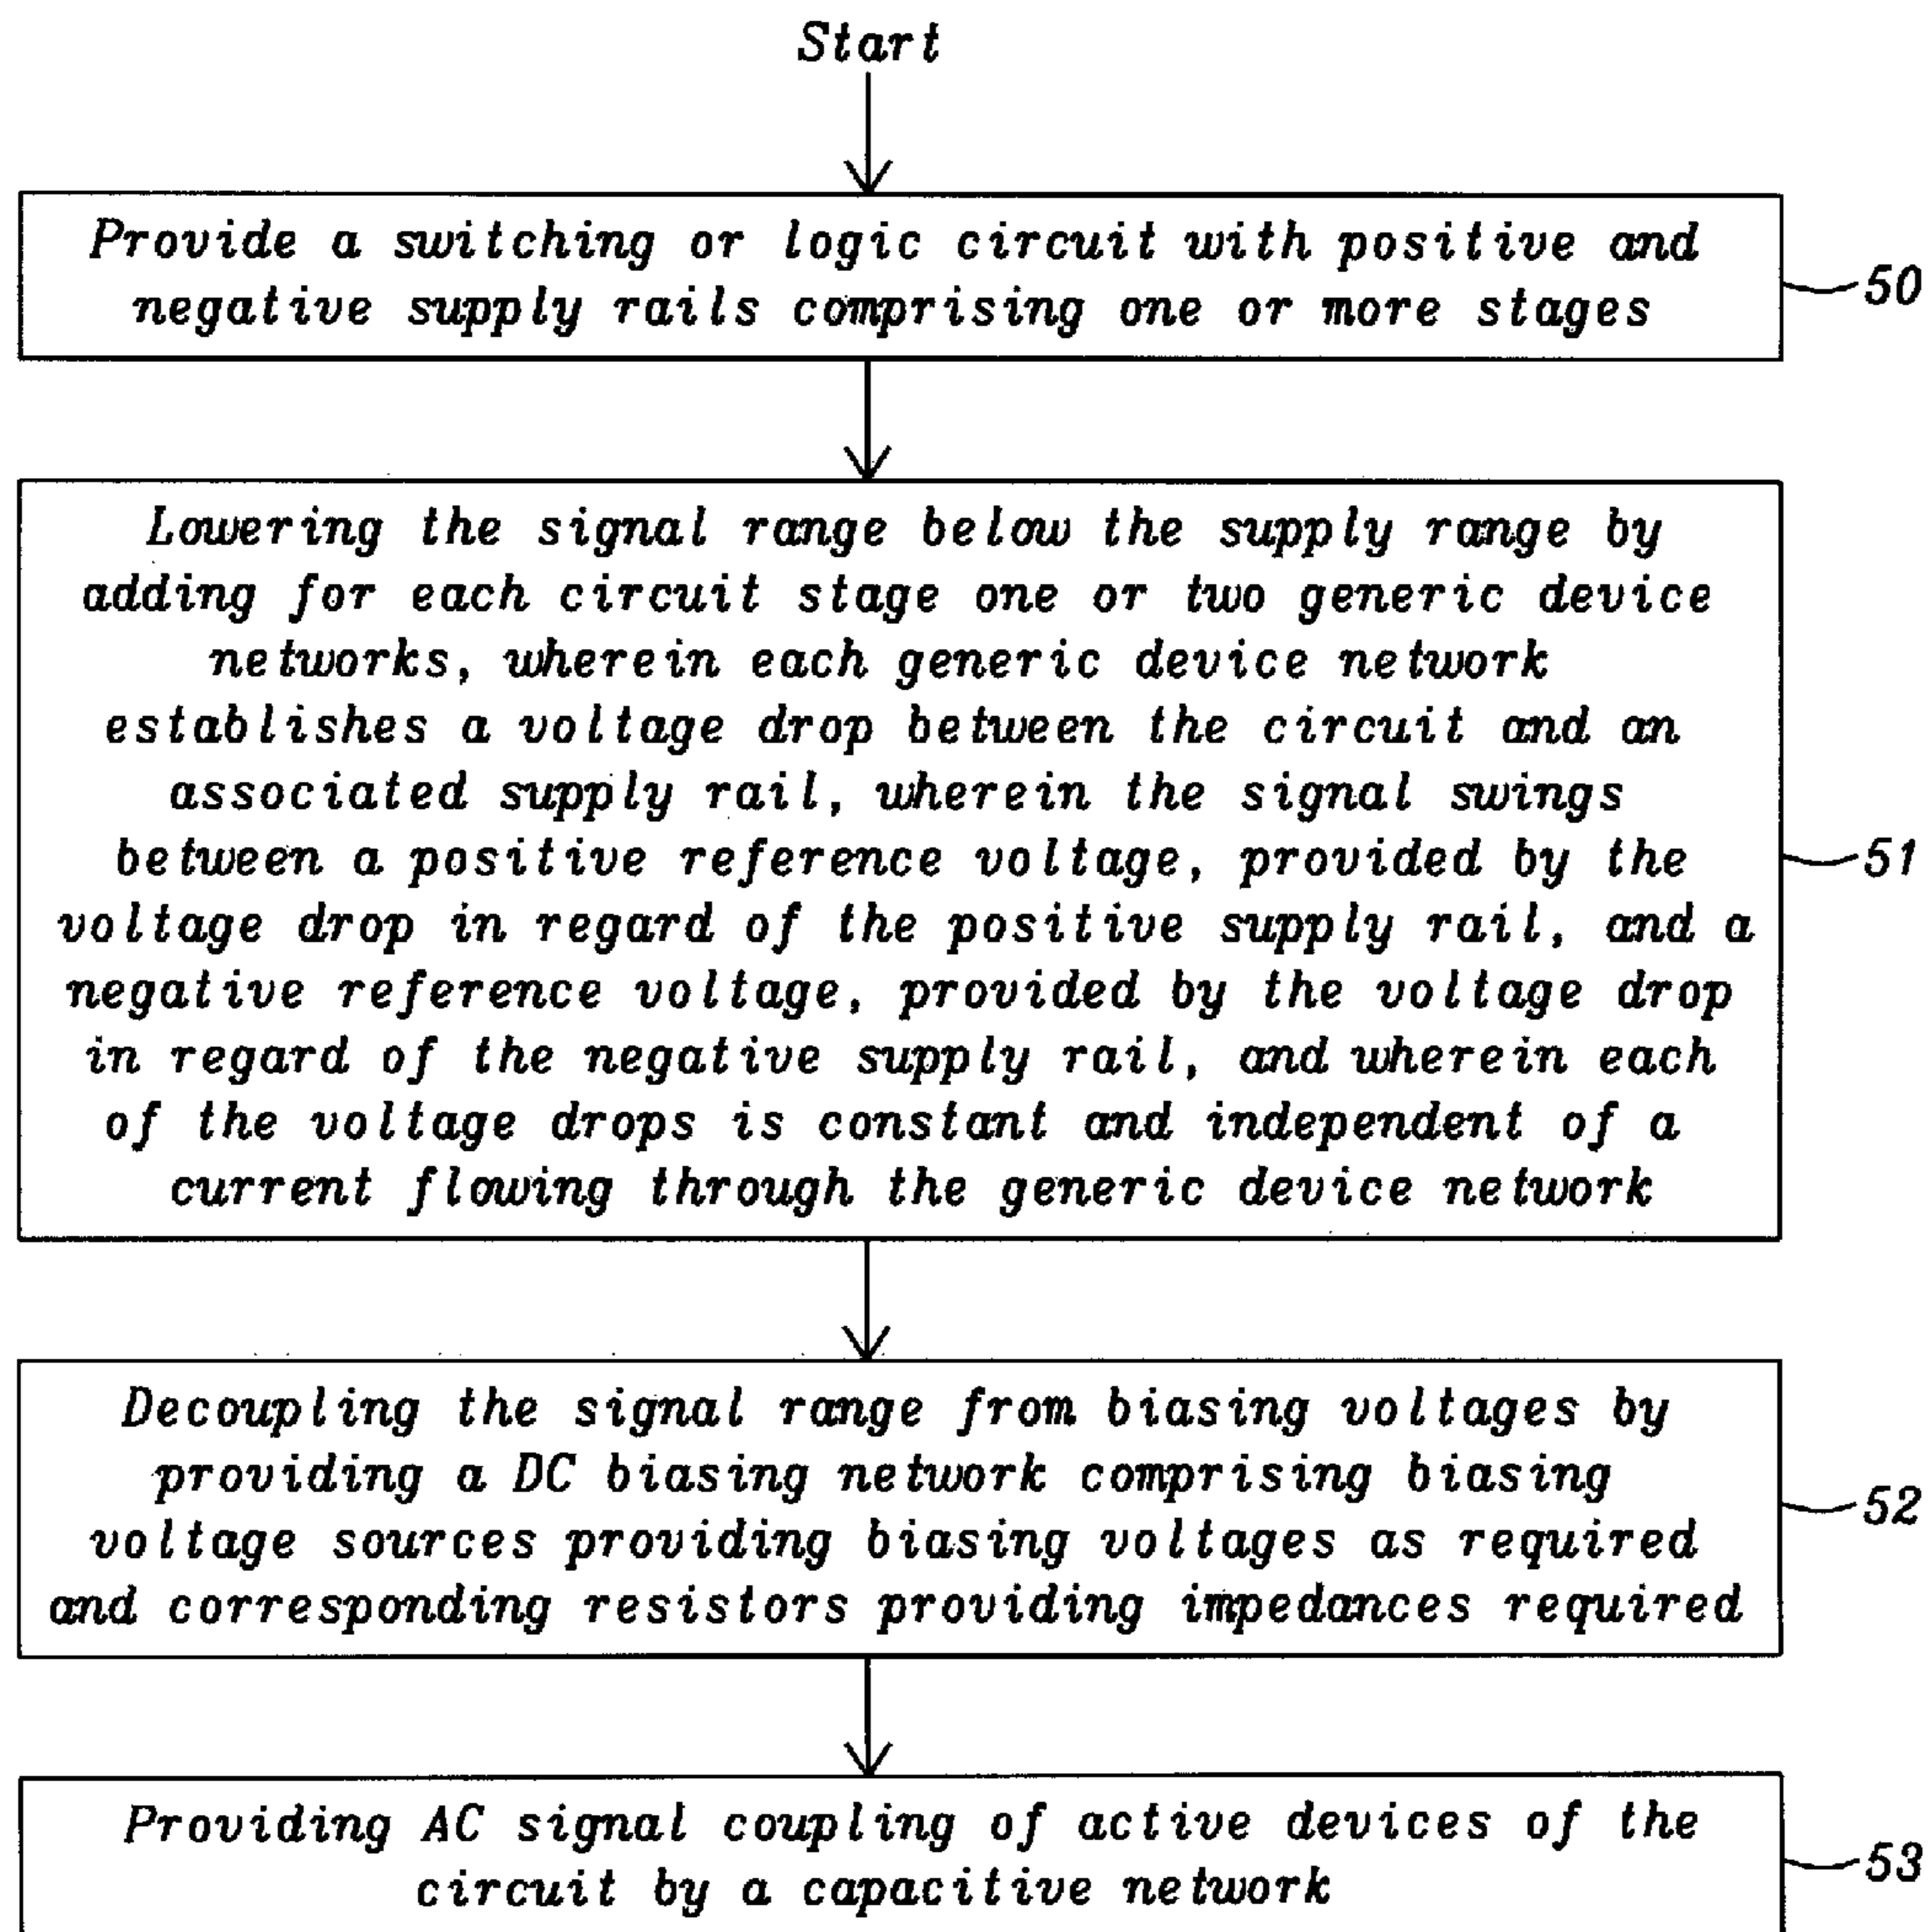 Start
Provide a switching or logic circuit with positive and
negative supply rails comprising one or more stages
50
Lowering the signal range below the supply range by
adding for each circuit stage one or two generic device
networks, wherein each generic device network
establishes a voltage drop between the circuit and an
associated supply rail, wherein the signal swings
between a positive reference voltage, provided by the
voltage drop in regard of the positive supply rail, and a
negative reference voltage, provided by the voltage drop
in regard of the negative supply rail, and wherein each
of the voltage drops is constant and independent of a
current flowing through the generic device network
51
Decoupling the signal range from biasing voltages by
providing a DC biasing network comprising biasing
voltage sources providing biasing voltages as required
and corresponding resistors providing impedances required
52
Providing AC signal coupling of active devices of the
circuit by a capacitive network
53